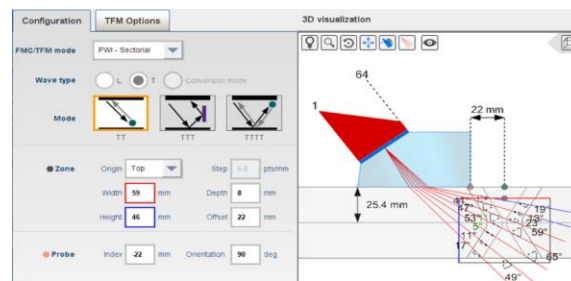 Configuration TFM Options 3D visualization
FMC/TFM mode PWI - Sectorial
Wave type L T Conversion mode
Mode
TT TTT TTTT
Zone Origin Top Step pts/mm
Width 59 mm Depth 8 mm
Height 46 mm Offset 22 mm
Probe Index -22 mm Orientation 90 deg
64
1
22 mm
25.4 mm
19°
53°
23°
59°
11°
17°
65°
49°